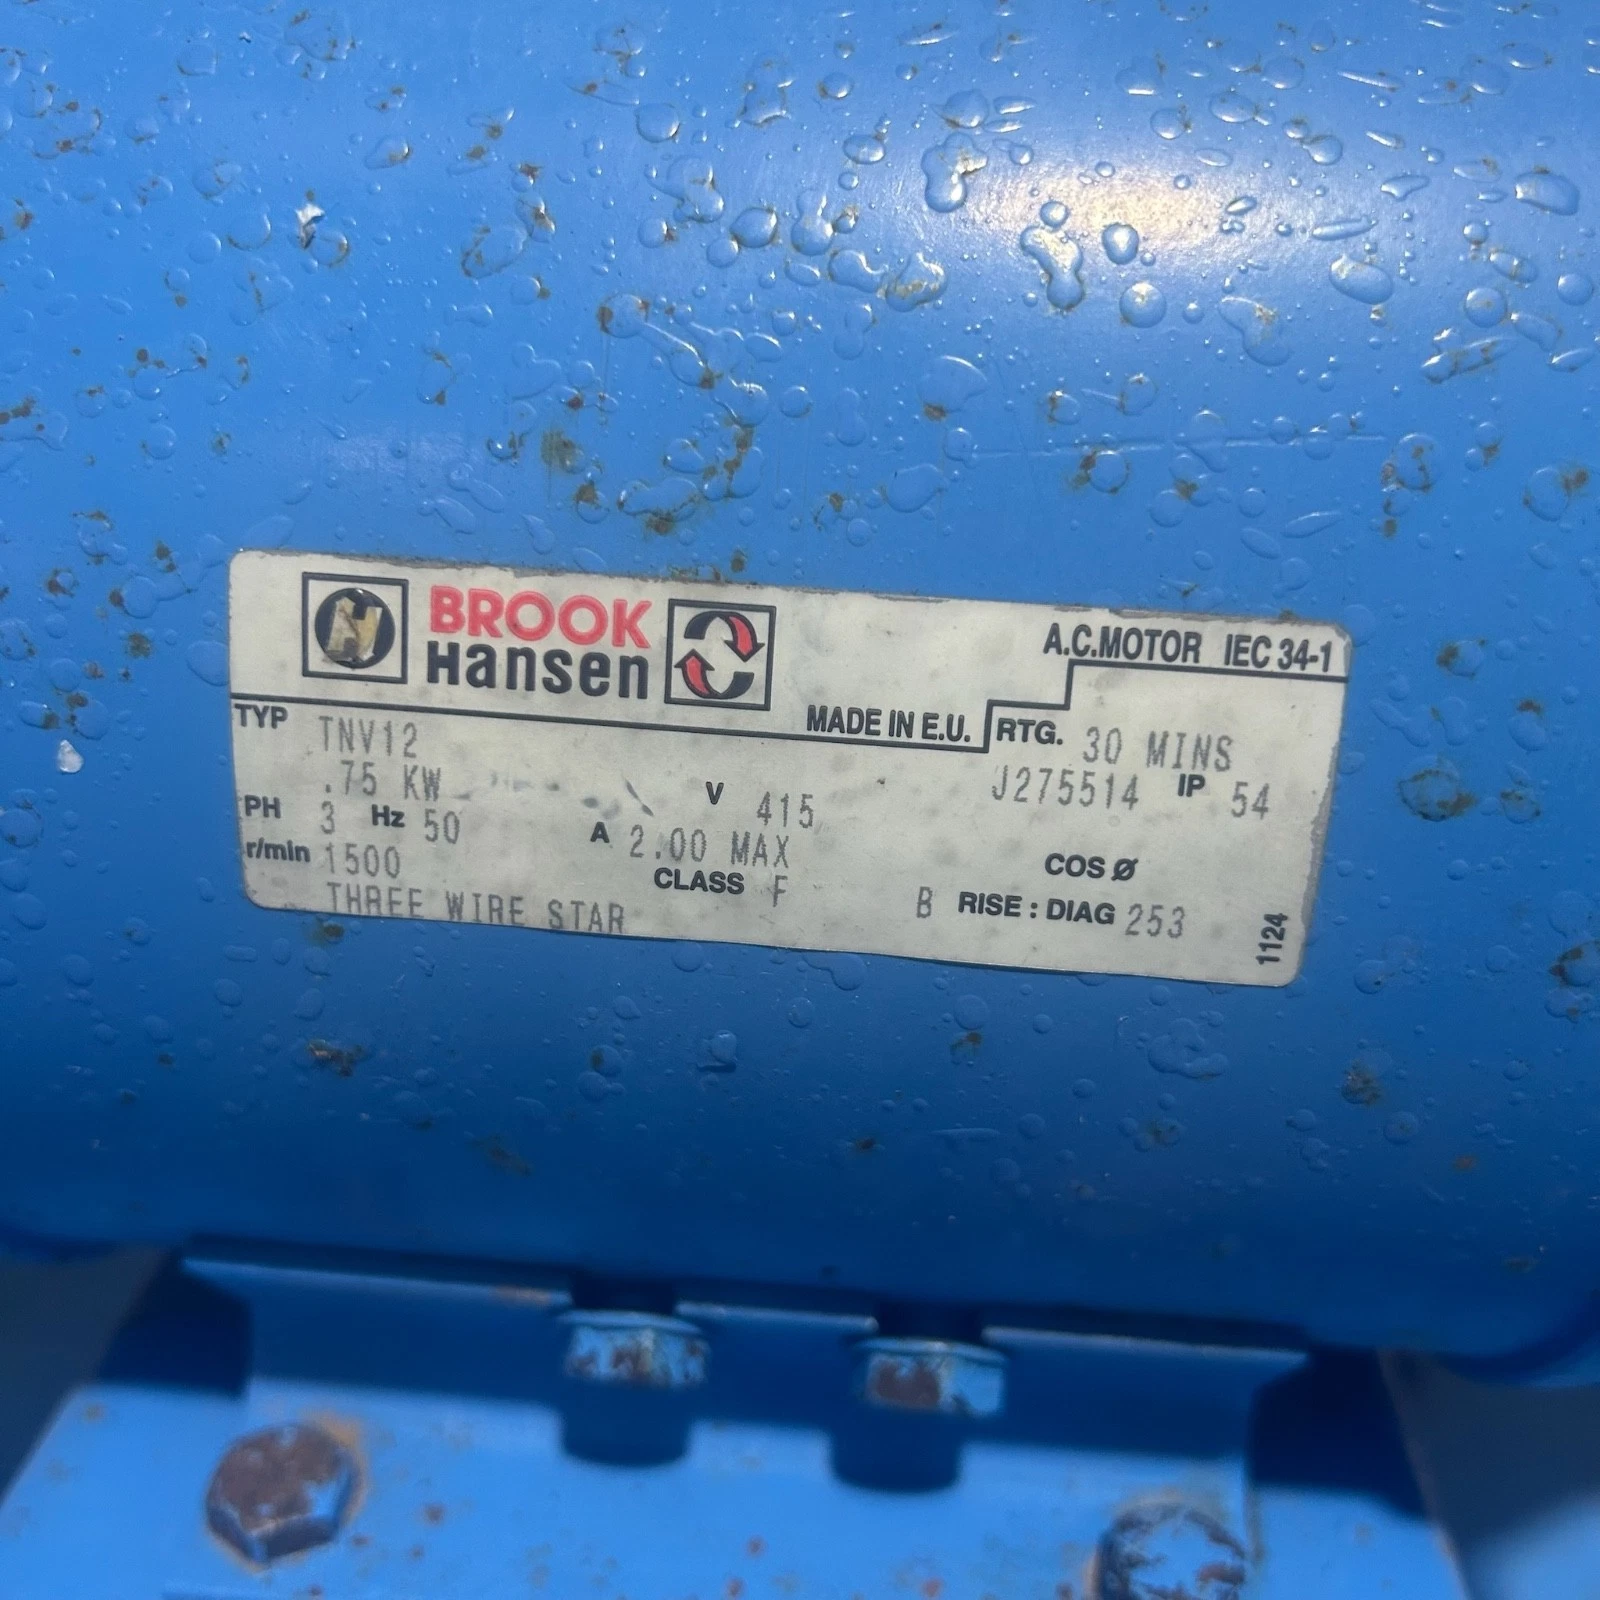 BROOK
Hansen
A.C.MOTOR IEC 34-1
MADE IN E.U.
RTG. 30 MINS
TYP TNV12
J275514 IP 54
.75 KW V 415
PH 3 Hz 50 A 2.00 MAX
COS Ø
r/min 1500 CLASS F B RISE : DIAG 253
THREE WIRE STAR
1124